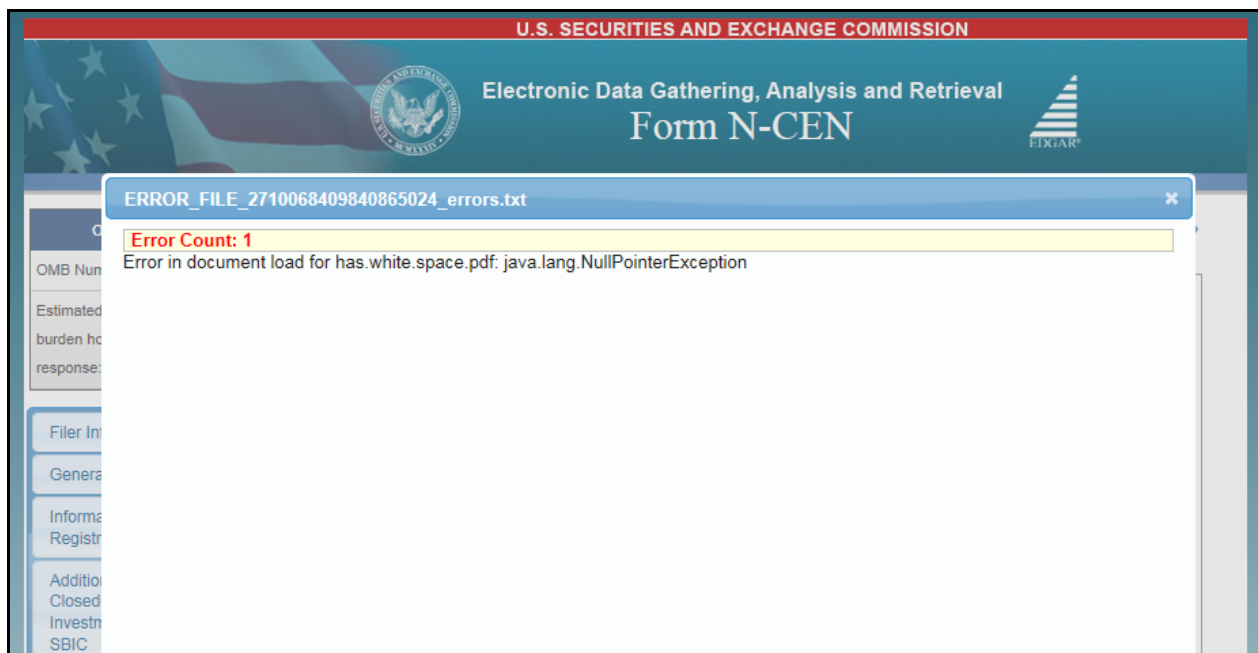 U.S. SECURITIES AND EXCHANGE COMMISSION
Electronic Data Gathering, Analysis and Retrieval
Form N-CEN
EDGAR®
ERROR_FILE_2710068409840865024_errors.txt
Error Count: 1
Error in document load for has.white.space.pdf: java.lang.NullPointerException
OMB Num
Estimated
burden ho
response:
Filer In
Genera
Informa
Registr
Additio
Closed-
Investm
SBIC